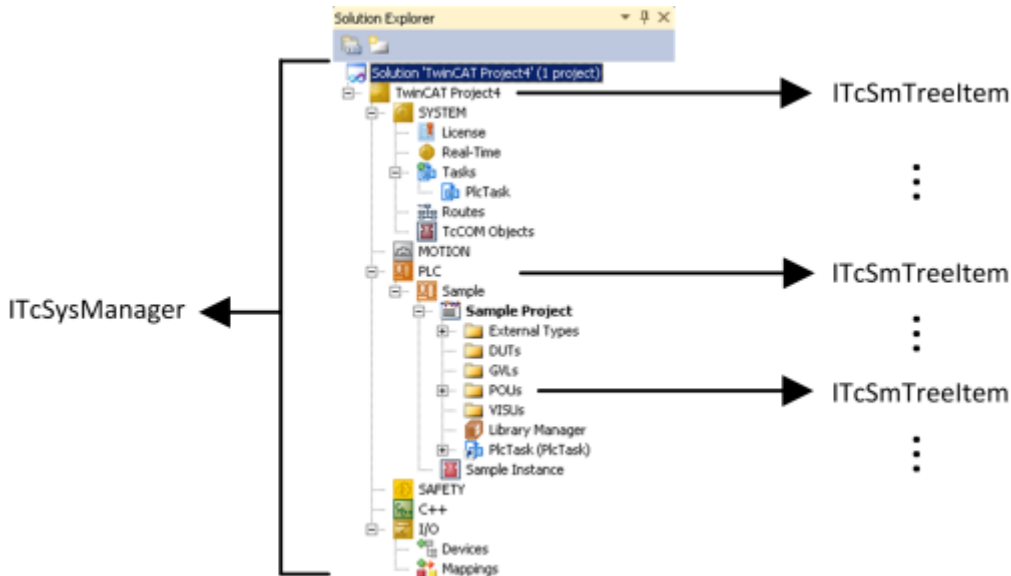 Solution Explorer
Solution 'TwinCAT Project4' (1 project)
TwinCAT Project4
ITcSmTreeItem
SYSTEM
License
Real-Time
Tasks
PlcTask
Routes
TcCOM Objects
MOTION
PLC
ITcSmTreeItem
Sample
ITcSysManager
Sample Project
External Types
DUTs
GVLs
POUs
ITcSmTreeItem
VISUs
Library Manager
PlcTask (PlcTask)
Sample Instance
SAFETY
C++
I/O
Devices
Mappings